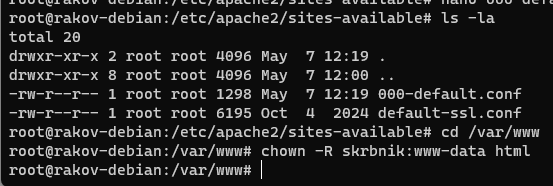 root@rakov-debian:/etc/apache2/sites-available# nano 000-def
root@rakov-debian:/etc/apache2/sites-available# ls -la
total 20
drwxr-xr-x 2 root root 4096 May  7 12:19 .
drwxr-xr-x 8 root root 4096 May  7 12:00 ..
-rw-r--r-- 1 root root 1298 May  7 12:19 000-default.conf
-rw-r--r-- 1 root root 6195 Oct  4  2024 default-ssl.conf
root@rakov-debian:/etc/apache2/sites-available# cd /var/www
root@rakov-debian:/var/www# chown -R skrbnik:www-data html
root@rakov-debian:/var/www#